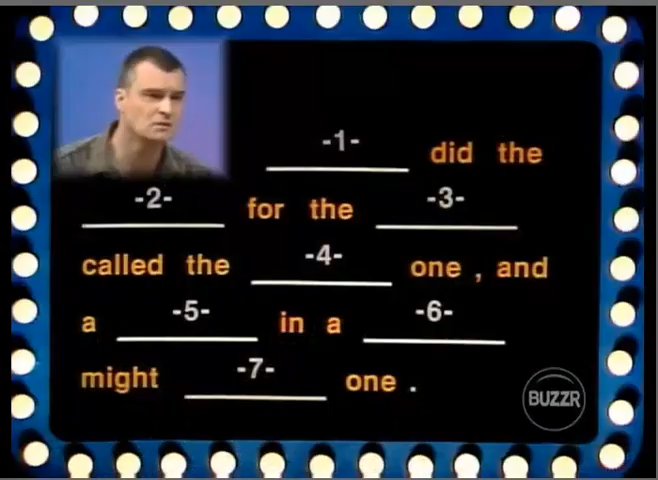 -1- did the
-2- for the -3-
called the -4- one , and
a -5- in a -6-
might -7- one .
BUZZR